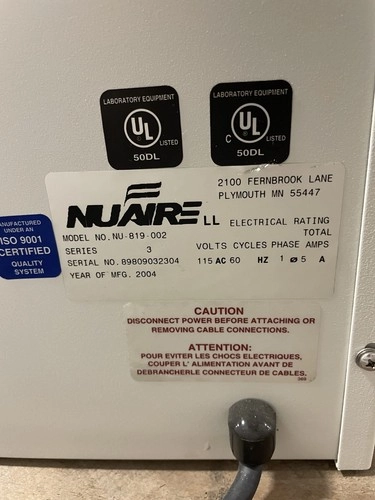 LABORATORY EQUIPMENT
UL
LISTED
50DL
LABORATORY EQUIPMENT
C UL
LISTED
50DL
2100 FERNBROOK LANE
PLYMOUTH MN 55447
NUAIRE LL ELECTRICAL RATING
TOTAL
MODEL NO. NU-819-002
VOLTS CYCLES PHASE AMPS
SERIES 3
SERIAL NO. 89809032304 115 AC 60 HZ 1 ø 5 A
YEAR OF MFG. 2004
MANUFACTURED
UNDER AN
ISO 9001
CERTIFIED
QUALITY
SYSTEM
CAUTION
DISCONNECT POWER BEFORE ATTACHING OR
REMOVING CABLE CONNECTIONS.
ATTENTION:
POUR EVITER LES CHOCS ELECTRIQUES,
COUPER L' ALIMENTATION AVANT DE
DEBRANCHERLE CONNECTEUR DE CABLES.